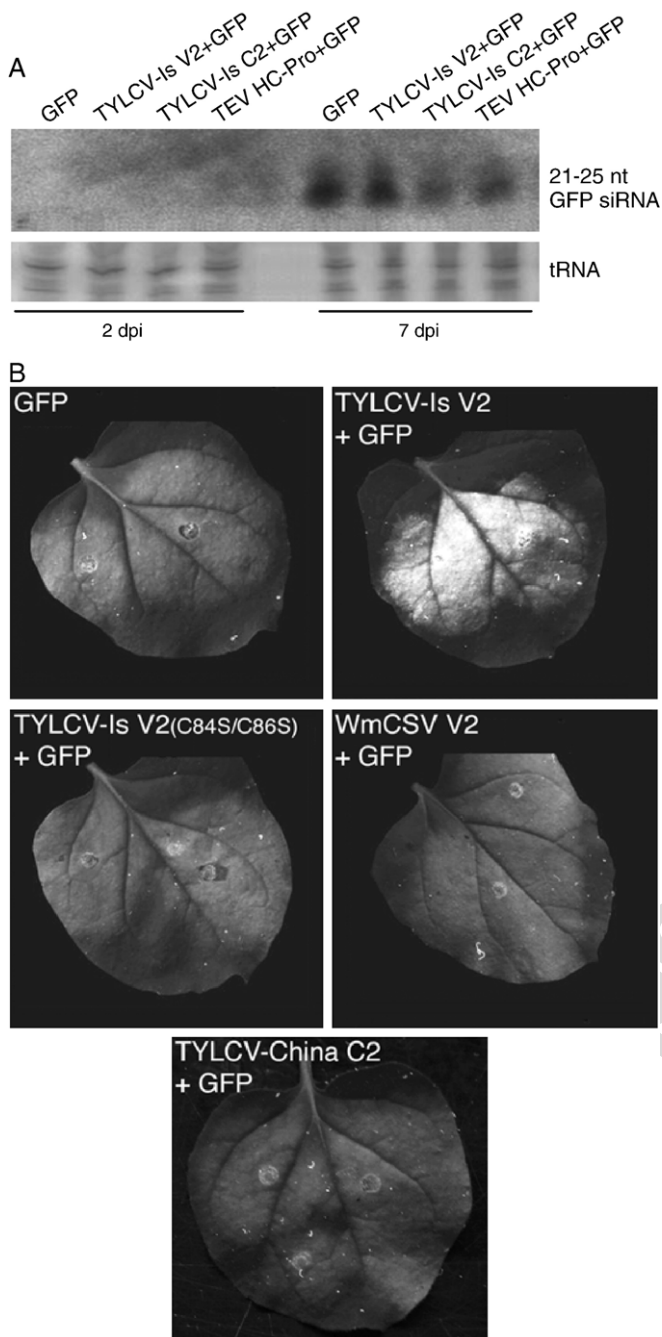 A
GFP
TYLCV-Is V2+GFP
TYLCV-Is C2+GFP
TEV HC-Pro+GFP
GFP
TYLCV-Is V2+GFP
TYLCV-Is C2+GFP
TEV HC-Pro+GFP
21-25 nt
GFP siRNA
tRNA
2 dpi
7 dpi
B
GFP
TYLCV-Is V2
+ GFP
TYLCV-Is V2(C84S/C86S)
+ GFP
WmCSV V2
+ GFP
TYLCV-China C2
+ GFP